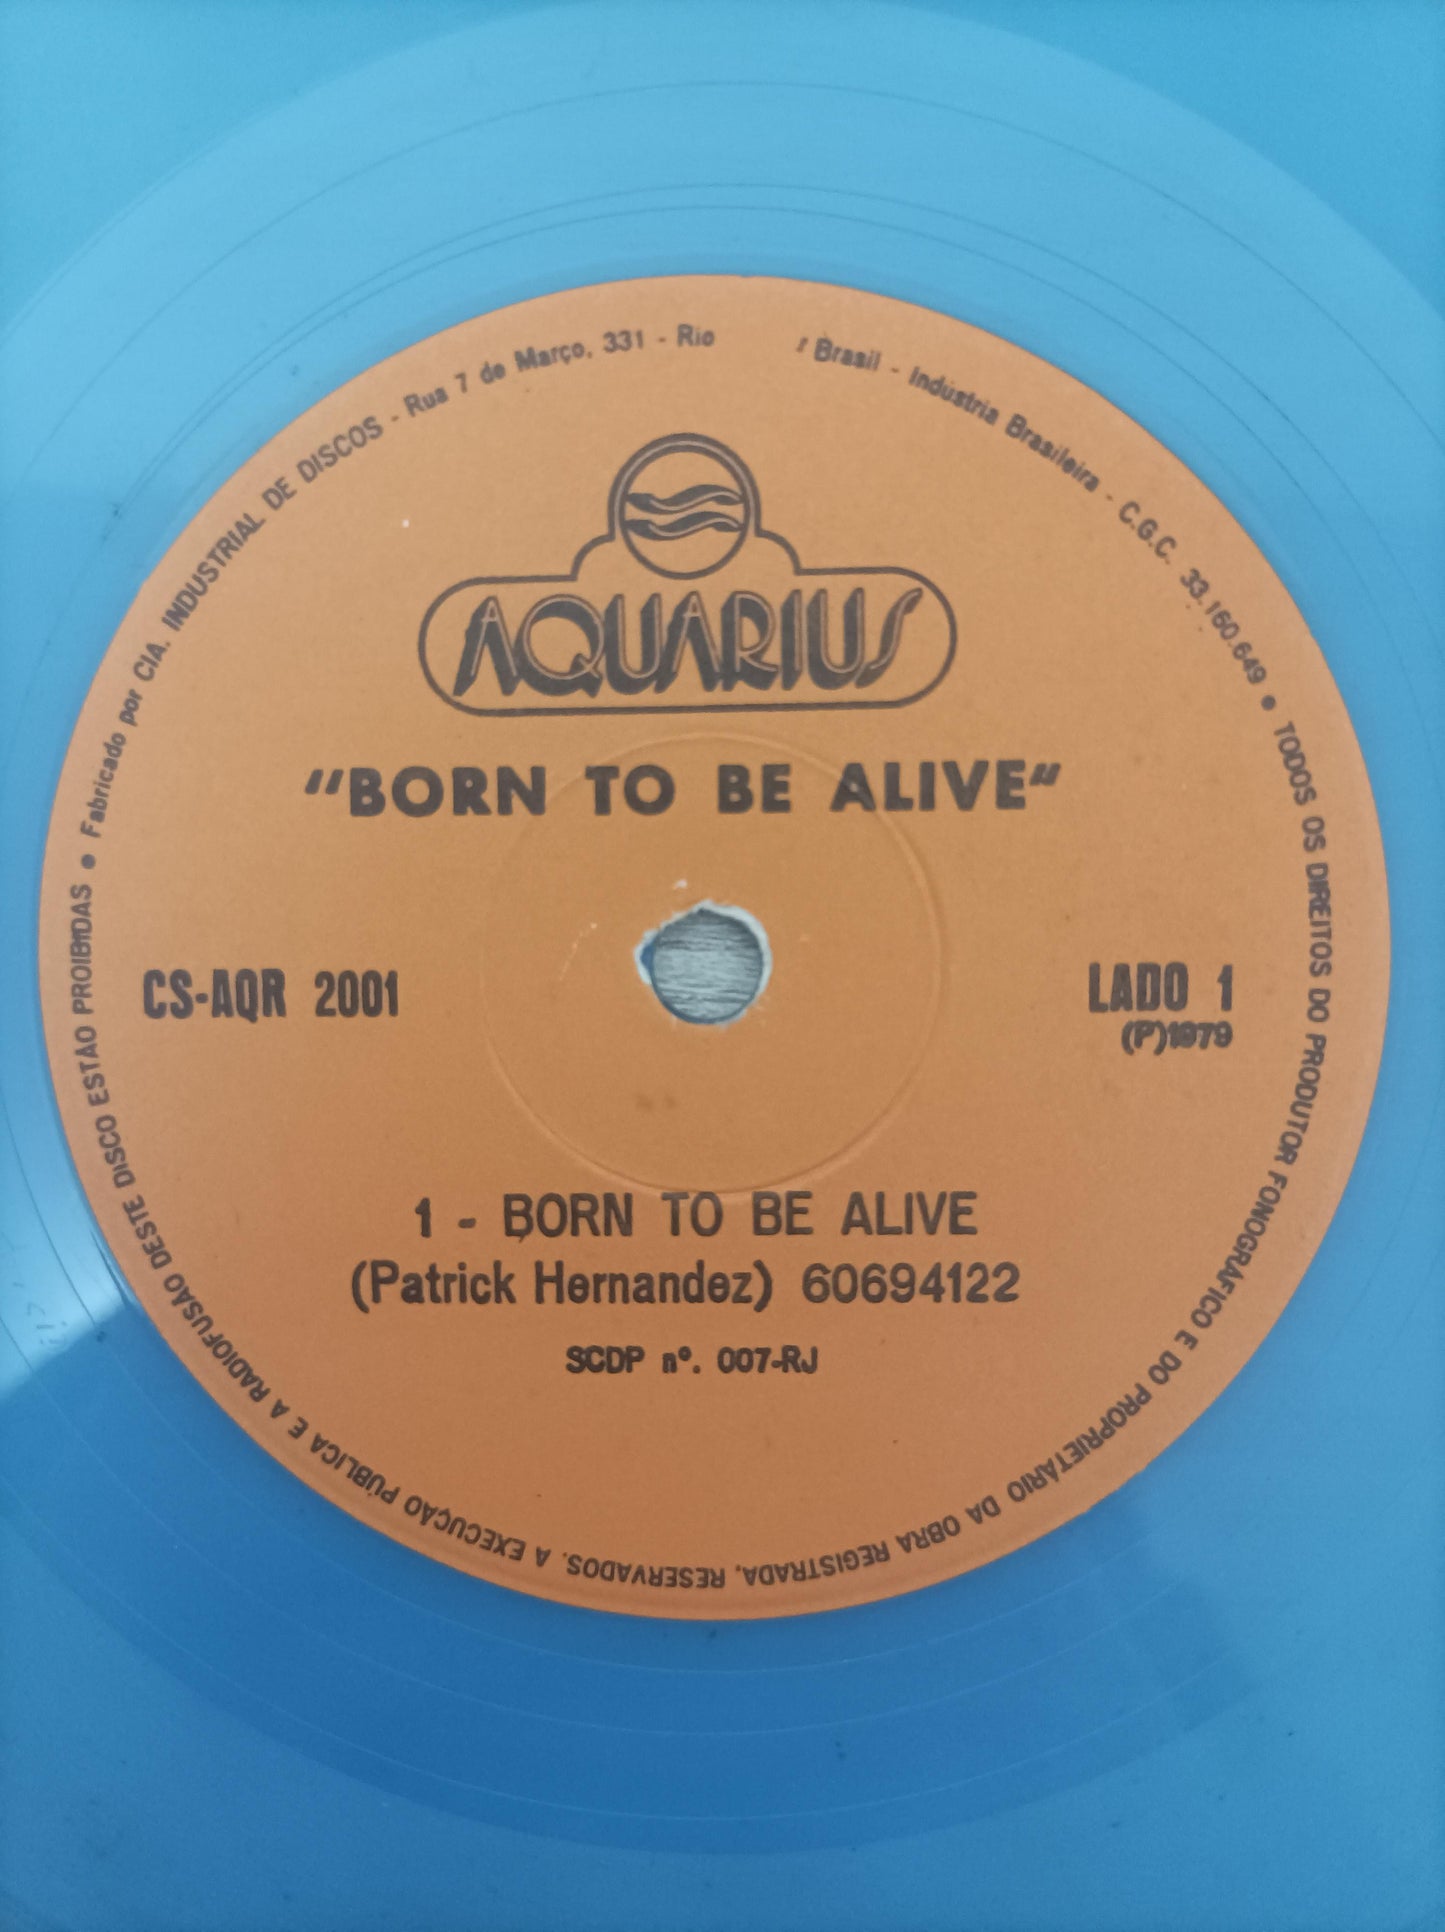 AQUARIUS
"BORN TO BE ALIVE"
CS-AQR 2001
LADO 1
(P)1979
1 - BORN TO BE ALIVE
(Patrick Hernandez) 60694122
SCDP nº. 007-RJ
• Fabricado por CIA. INDUSTRIAL DE DISCOS - Rua 7 de Março, 331 - Rio Brasil - Indústria Brasileira - C.G.C. 33.160.649 • TODOS OS DIREITOS DO PRODUTOR FONOGRÁFICO E DO PROPRIETÁRIO DA OBRA REGISTRADA, RESERVADOS. A EXECUÇÃO PÚBLICA E A RADIOFUSÃO DESTE DISCO ESTÃO PROIBIDAS